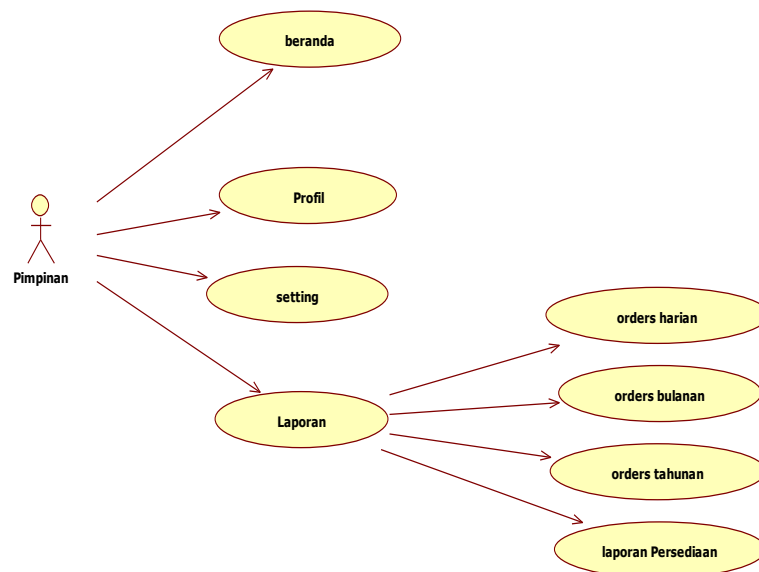 beranda
Profil
Pimpinan
setting
orders harian
orders bulanan
Laporan
orders tahunan
laporan Persediaan